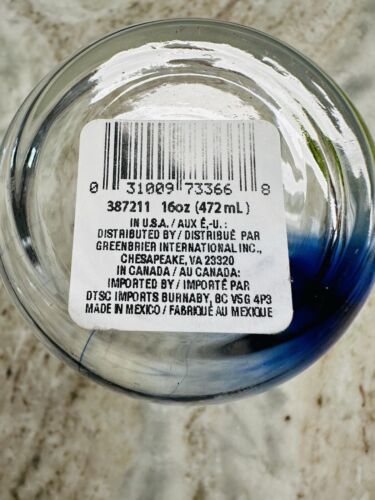 0 31009 73366 8
387211 16oz (472 mL)
IN U.S.A. / AUX É.-U. :
DISTRIBUTED BY / DISTRIBUÉ PAR
GREENBRIER INTERNATIONAL INC.,
CHESAPEAKE, VA 23320
IN CANADA / AU CANADA:
IMPORTED BY / IMPORTÉ PAR
DTSC IMPORTS BURNABY, BC V5G 4P3
MADE IN MEXICO / FABRIQUÉ AU MEXIQUE